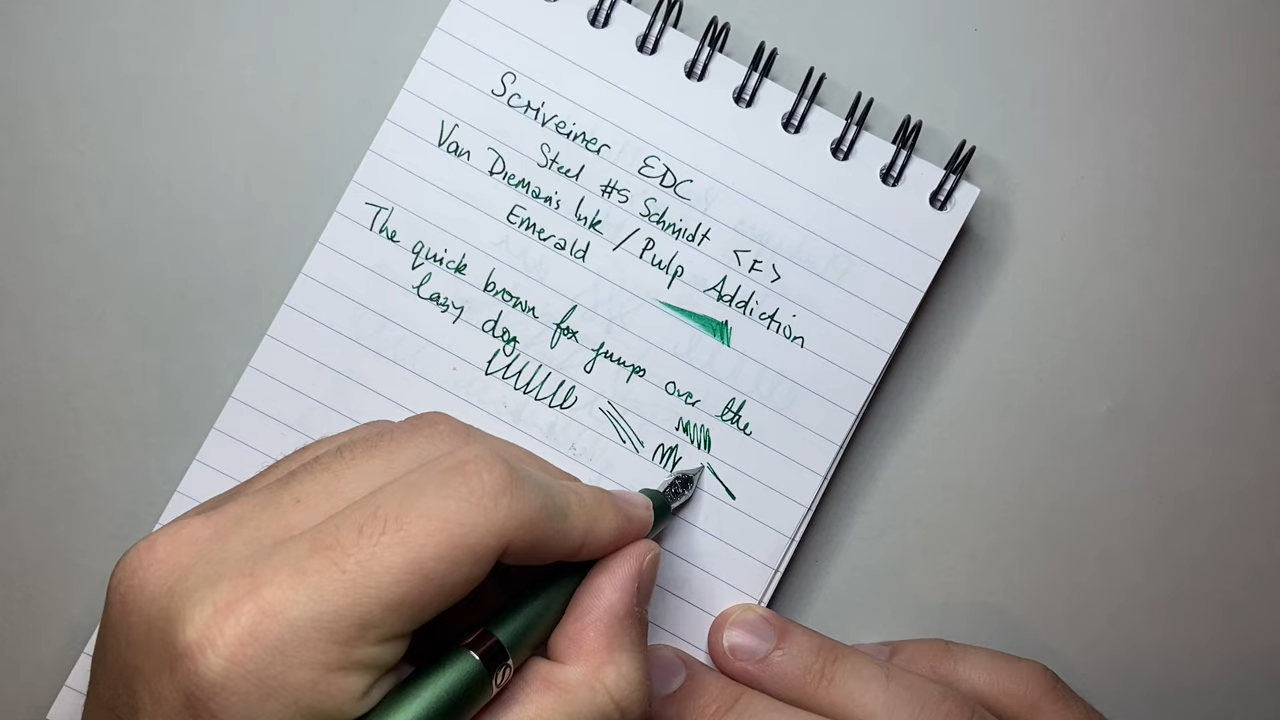 Scriveiner EDC
Steel #5 Schmidt <F>
Van Dieman's Ink / Pulp Addiction
Emerald
The quick brown fox jumps over the
lazy dog
S